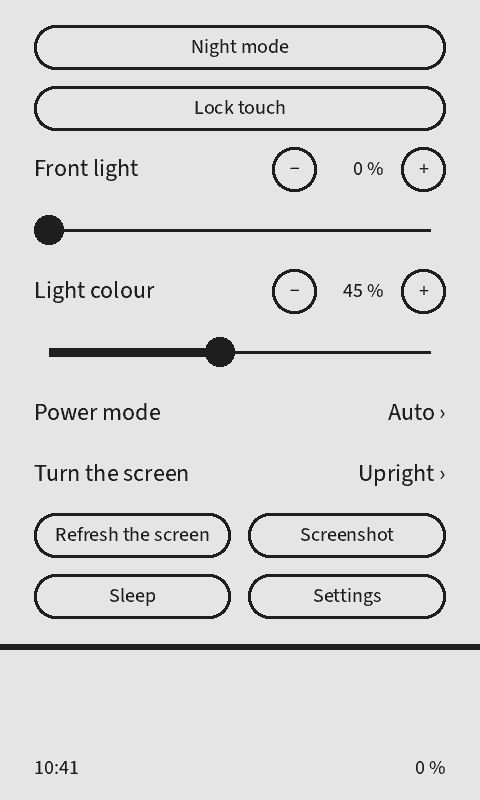 Night mode
Lock touch
Front light − 0 % +
Light colour − 45 % +
Power mode Auto ›
Turn the screen Upright ›
Refresh the screen Screenshot
Sleep Settings
10:41 0 %